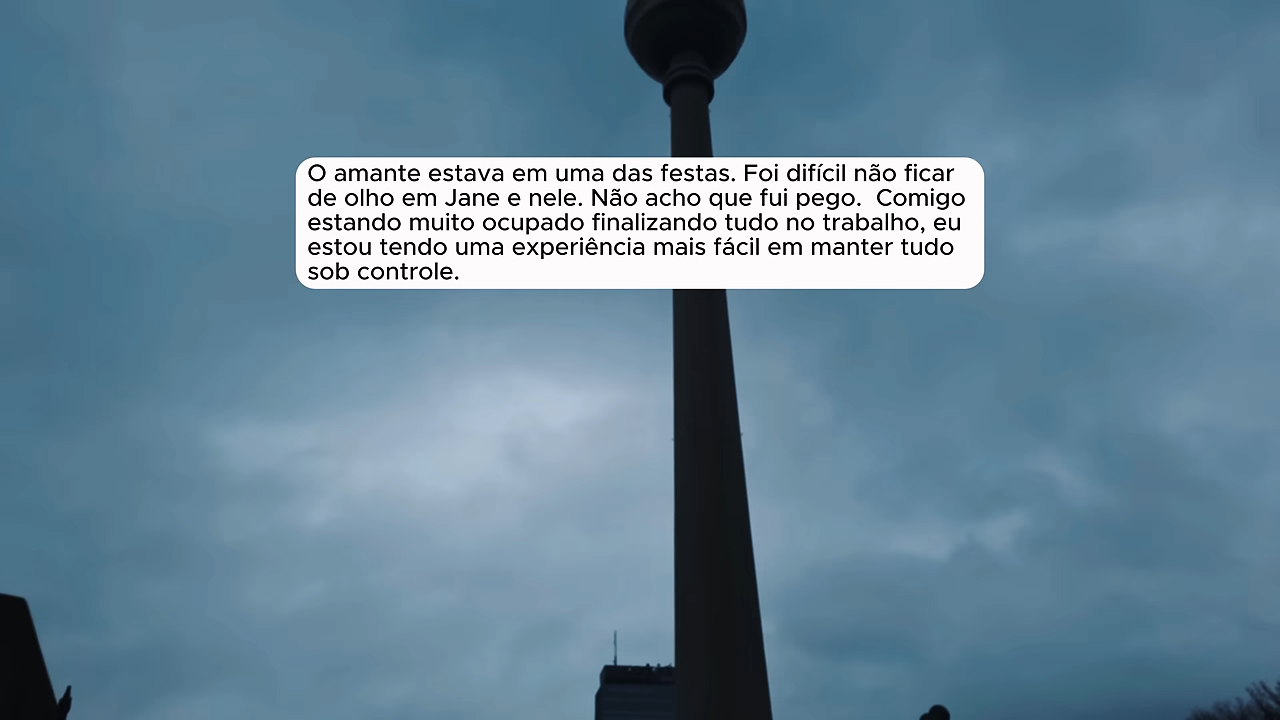 O amante estava em uma das festas. Foi difícil não ficar
de olho em Jane e nele. Não acho que fui pego.  Comigo
estando muito ocupado finalizando tudo no trabalho, eu
estou tendo uma experiência mais fácil em manter tudo
sob controle.